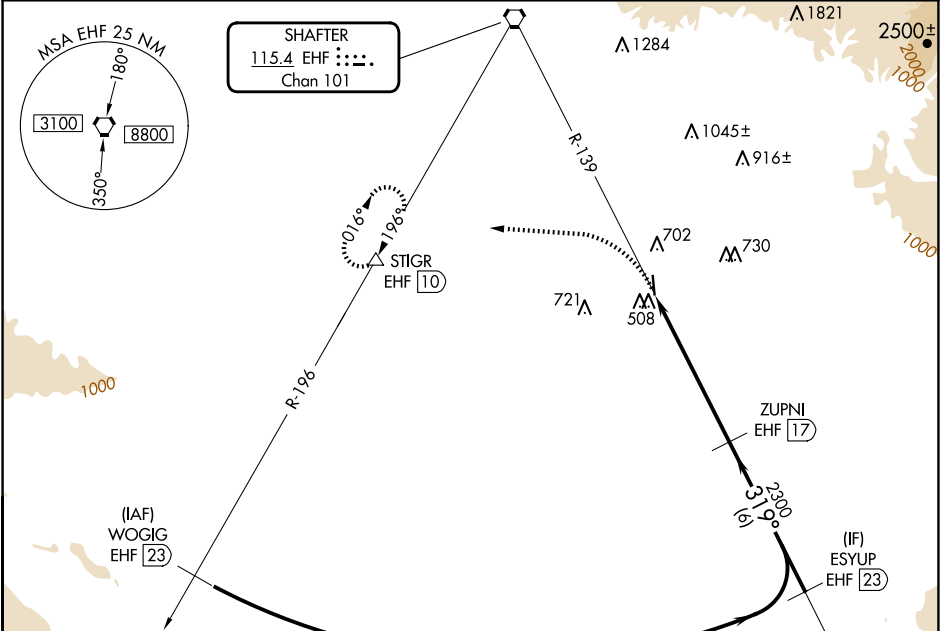 MSA EHF 25 NM
180°
3100
8800
350°
SHAFTER
115.4 EHF
Chan 101
1821
1284
2500±
2000
1000
1045±
916±
R-139
016°
196°
STIGR
EHF 10
702
730
1000
721
508
1000
R-196
ZUPNI
EHF 17
2300
319°
(6)
(IAF)
WOGIG
EHF 23
(IF)
ESYUP
EHF 23